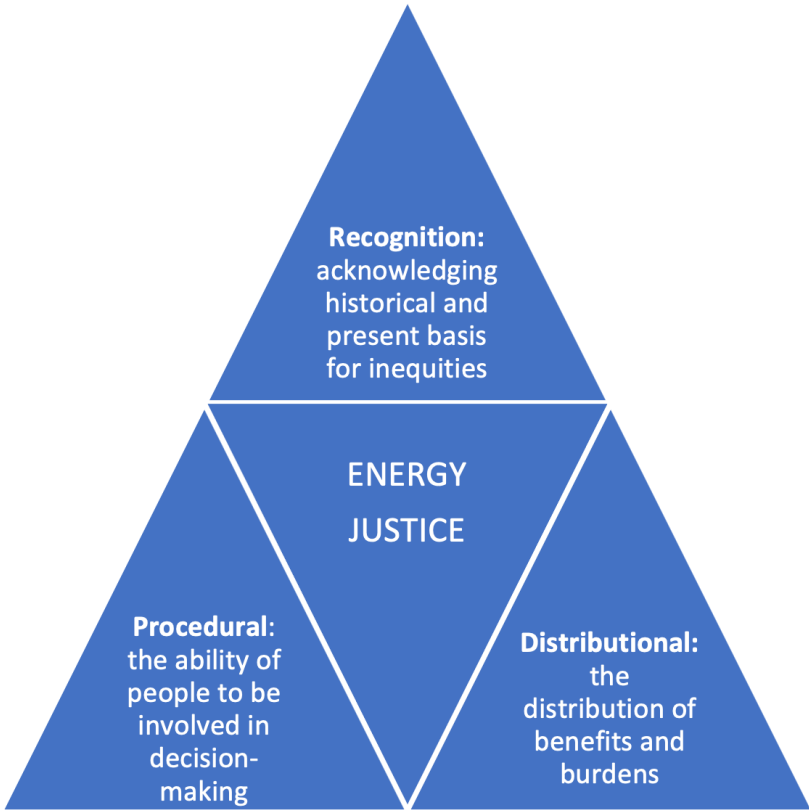 Recognition:
acknowledging
historical and
present basis
for inequities
ENERGY
JUSTICE
Procedural:
the ability of
people to be
involved in
decision-
making
Distributional:
the
distribution of
benefits and
burdens